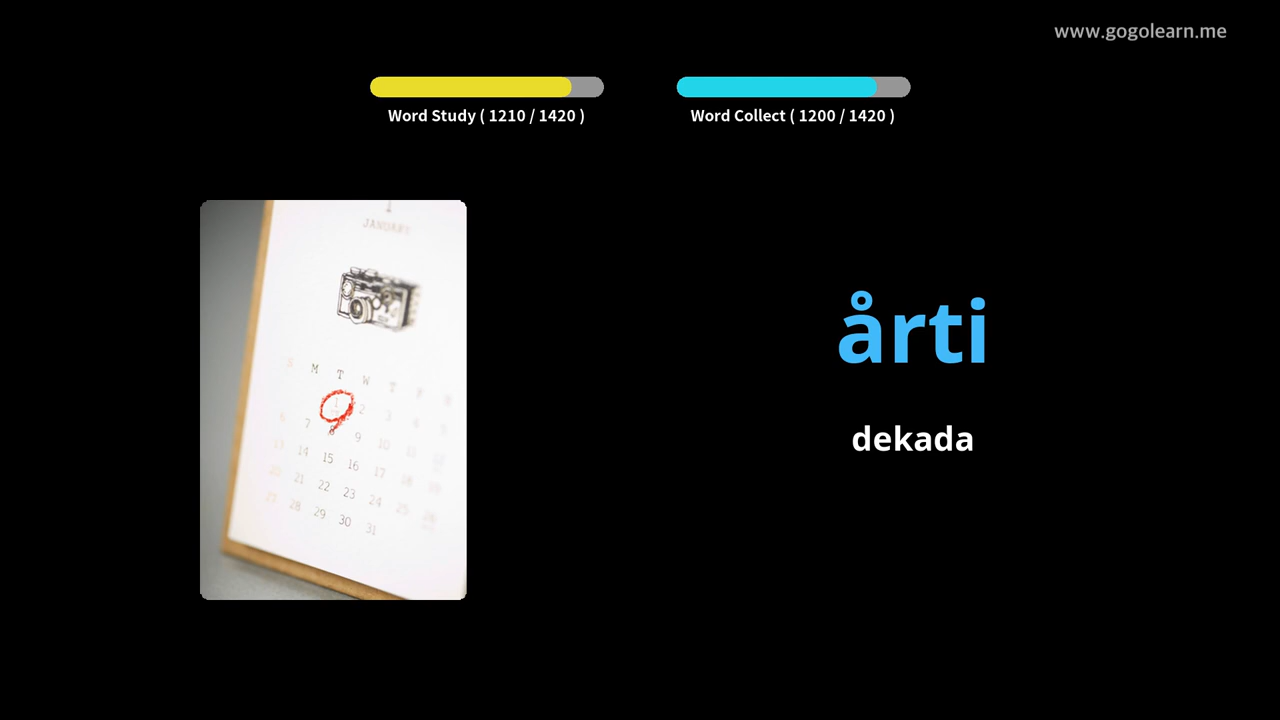 www.gogolearn.me
Word Study ( 1210 / 1420 )
Word Collect ( 1200 / 1420 )
JANUARY
S M T W T F S
1 2 3 4 5
6 7 8 9 10 11 12
13 14 15 16 17 18 19
20 21 22 23 24 25 26
27 28 29 30 31
årti
dekada